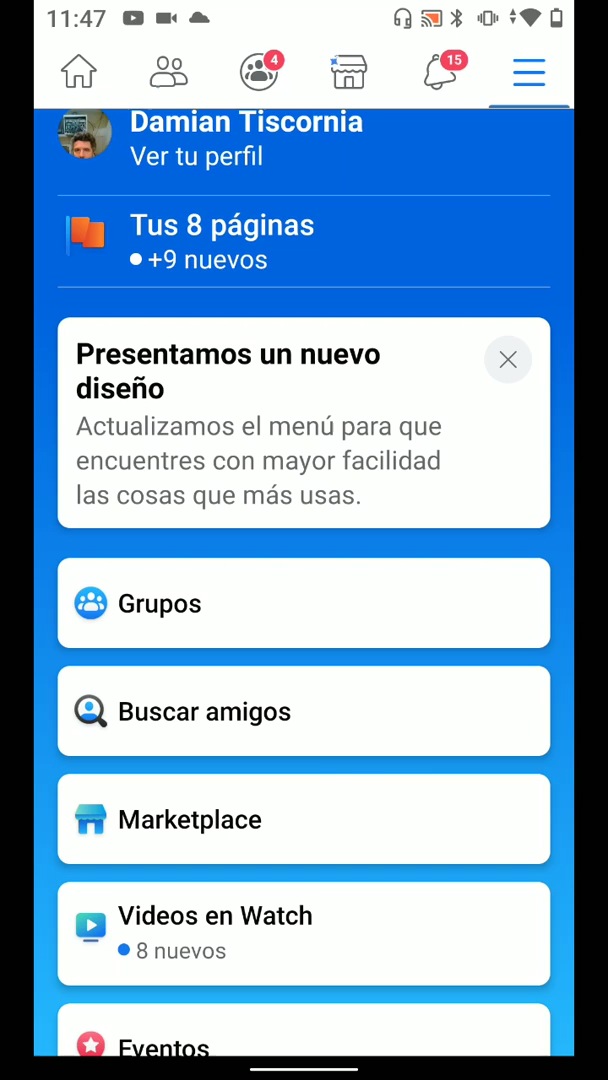 11:47
4
15
Damian Tiscornia
Ver tu perfil
Tus 8 páginas
+9 nuevos
Presentamos un nuevo
diseño
Actualizamos el menú para que
encuentres con mayor facilidad
las cosas que más usas.
Grupos
Buscar amigos
Marketplace
Videos en Watch
8 nuevos
Eventos